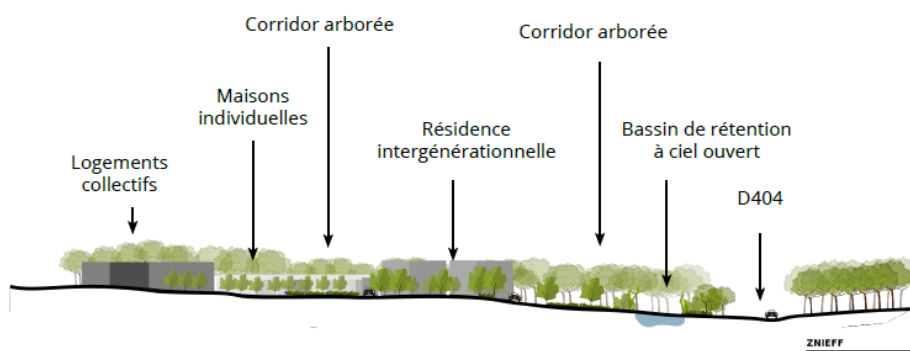 Corridor arborée
Corridor arborée
Maisons
individuelles
Résidence
intergénérationnelle
Bassin de rétention
à ciel ouvert
Logements
collectifs
D404
ZNIEFF